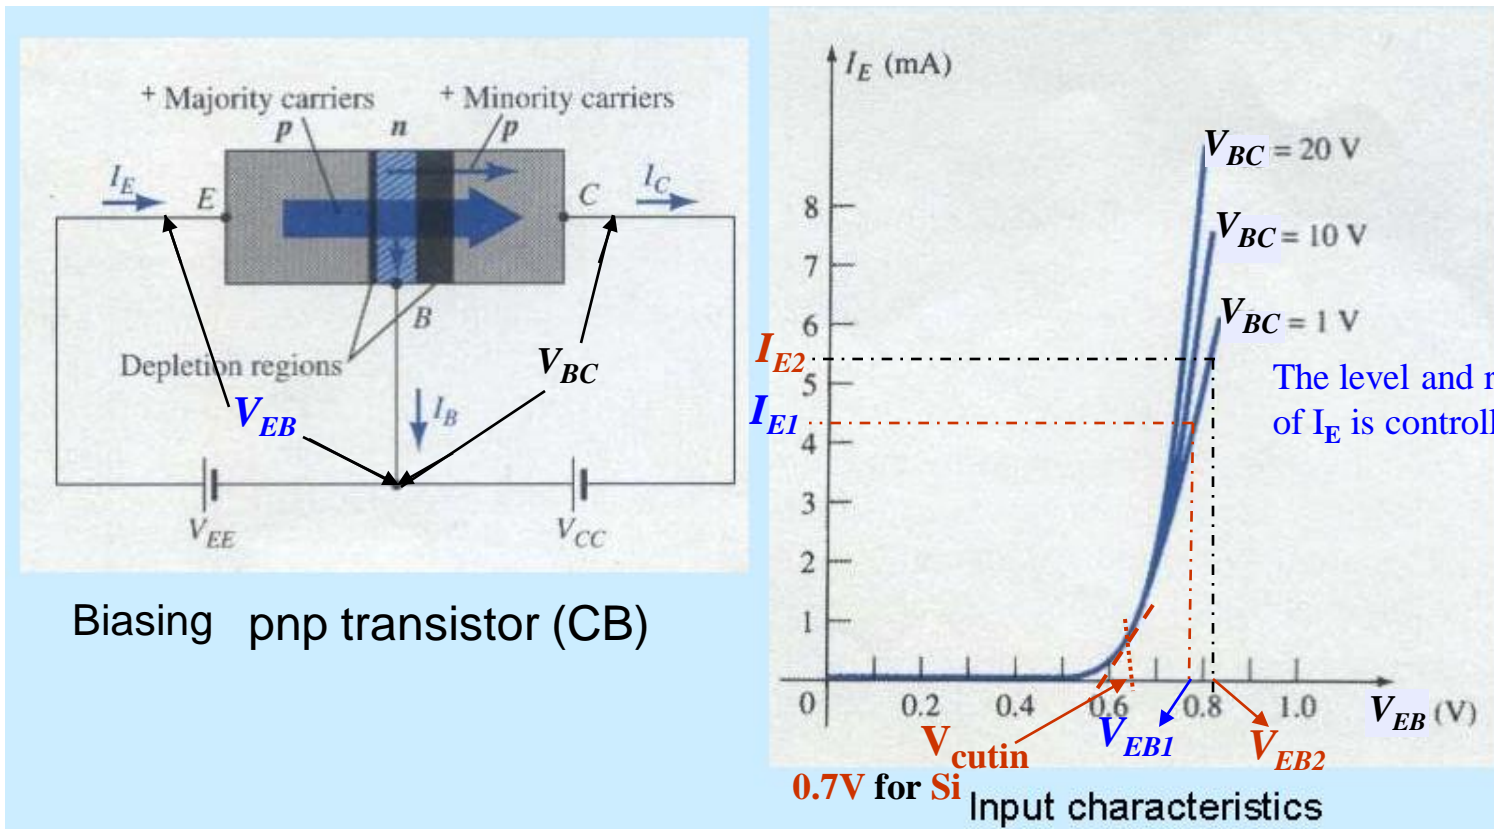 + Majority carriers
+ Minority carriers
p n p
I_E
E
C
I_C
B
Depletion regions
V_BC
V_EB
I_B
V_EE
V_CC
Biasing pnp transistor (CB)
I_E (mA)
V_BC = 20 V
8
V_BC = 10 V
7
V_BC = 1 V
6
I_E2
5
The level and r
I_E1
of I_E is controll
4
3
2
1
0 0.2 0.4 0.6 0.8 1.0 V_EB (V)
V_cutin
V_EB1
V_EB2
0.7V for Si
Input characteristics